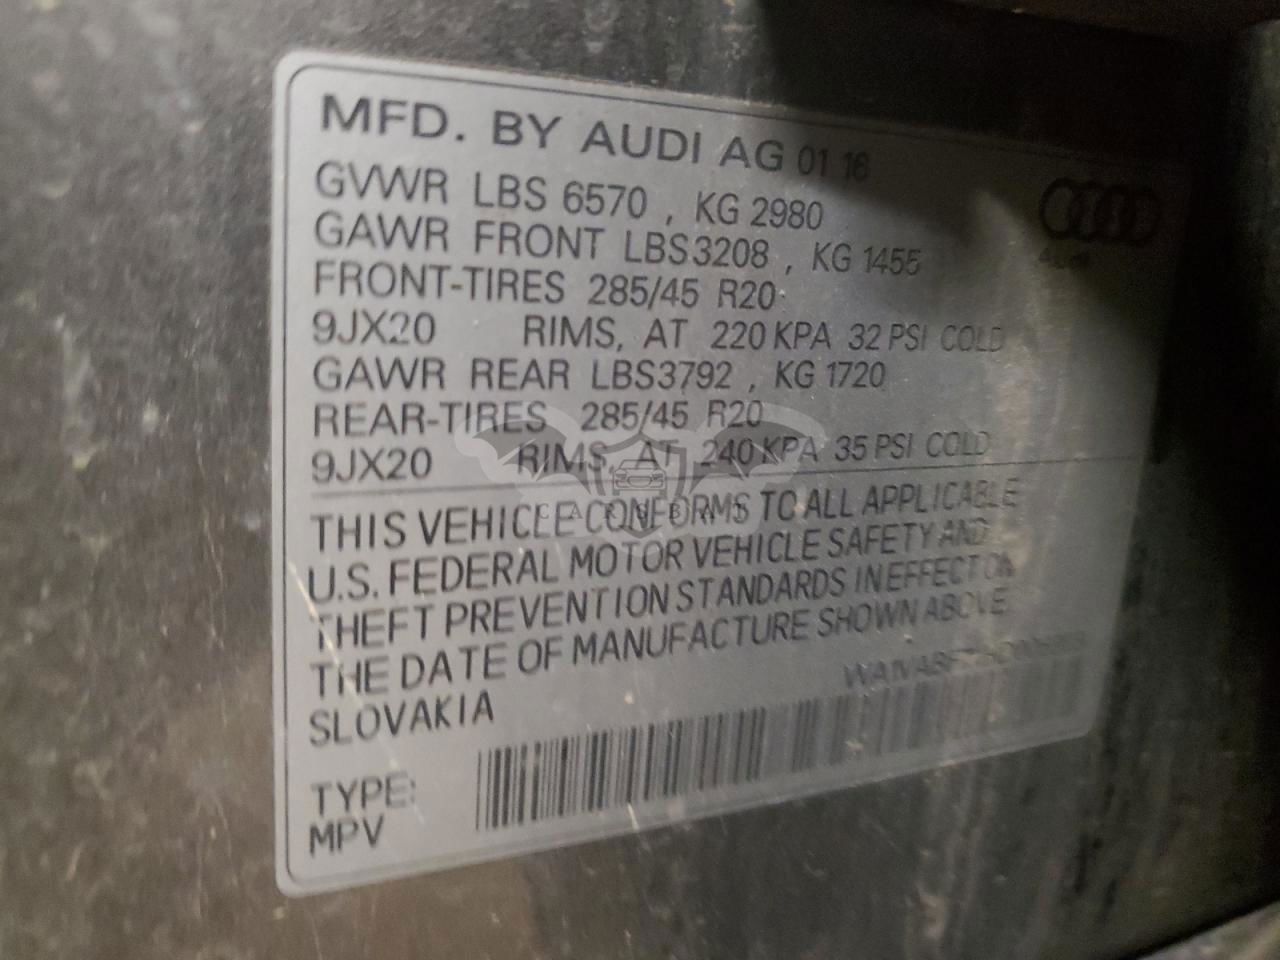 MFD. BY AUDI AG 01 16
GVWR LBS 6570 , KG 2980
GAWR FRONT LBS3208 , KG 1455
FRONT-TIRES 285/45 R20
9JX20 RIMS, AT 220 KPA 32 PSI COLD
GAWR REAR LBS3792 , KG 1720
REAR-TIRES 285/45 R20
9JX20 RIMS, AT 240 KPA 35 PSI COLD
THIS VEHICLE CONFORMS TO ALL APPLICABLE
U.S. FEDERAL MOTOR VEHICLE SAFETY AND
THEFT PREVENTION STANDARDS IN EFFECT ON
THE DATE OF MANUFACTURE SHOWN ABOVE
SLOVAKIA
TYPE:
MPV